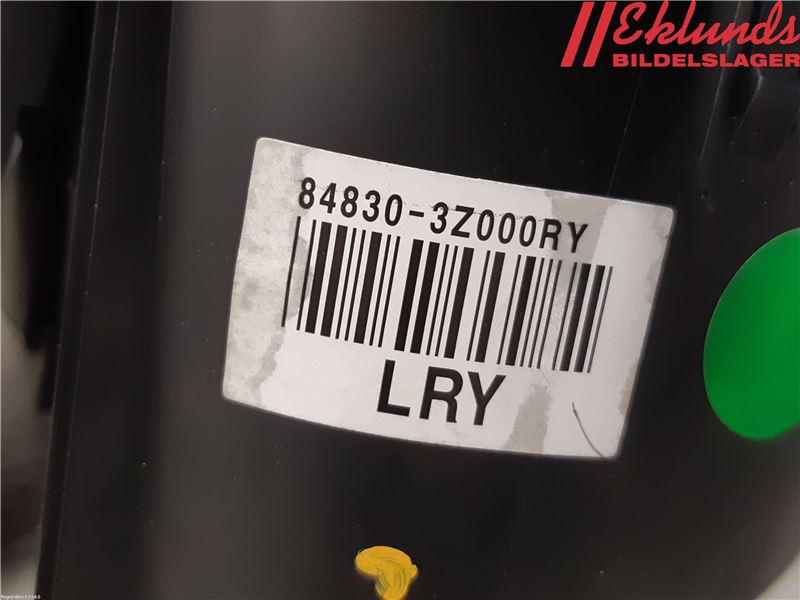 Eklunds
BILDELSLAGER
84830-3Z000RY
LRY